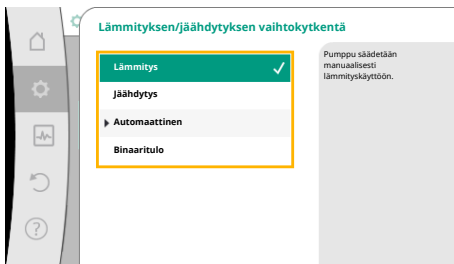 Lämmityksen/jäähdytyksen vaihtokytkentä
Lämmitys
Jäähdytys
Automaattinen
Binaaritulo
Pumppu säädetään
manuaalisesti
lämmityskäyttöön.